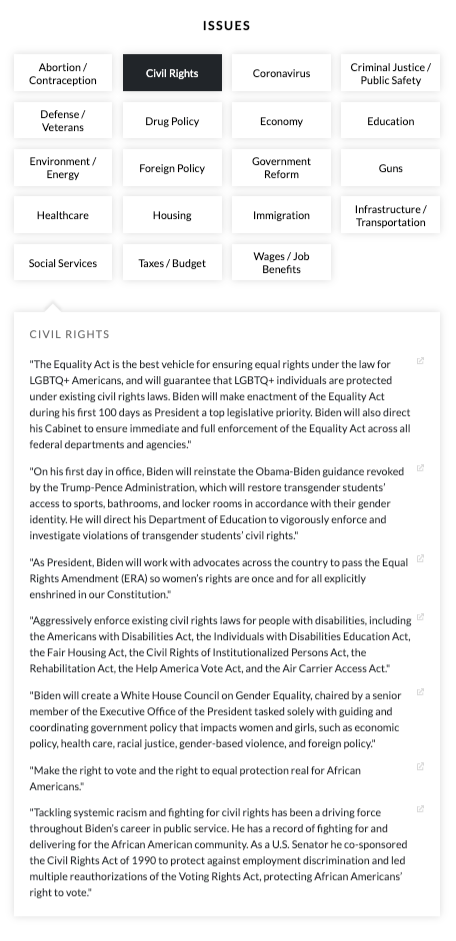 ISSUES
Abortion /
Contraception
Civil Rights
Coronavirus
Criminal Justice /
Public Safety
Defense /
Veterans
Drug Policy
Economy
Education
Environment /
Energy
Foreign Policy
Government
Reform
Guns
Healthcare
Housing
Immigration
Infrastructure /
Transportation
Social Services
Taxes / Budget
Wages / Job
Benefits
CIVIL RIGHTS
"The Equality Act is the best vehicle for ensuring equal rights under the law for
LGBTQ+ Americans, and will guarantee that LGBTQ+ individuals are protected
under existing civil rights laws. Biden will make enactment of the Equality Act
during his first 100 days as President a top legislative priority. Biden will also direct
his Cabinet to ensure immediate and full enforcement of the Equality Act across all
federal departments and agencies."
"On his first day in office, Biden will reinstate the Obama-Biden guidance revoked
by the Trump-Pence Administration, which will restore transgender students'
access to sports, bathrooms, and locker rooms in accordance with their gender
identity. He will direct his Department of Education to vigorously enforce and
investigate violations of transgender students' civil rights."
"As President, Biden will work with advocates across the country to pass the Equal
Rights Amendment (ERA) so women's rights are once and for all explicitly
enshrined in our Constitution."
"Aggressively enforce existing civil rights laws for people with disabilities, including
the Americans with Disabilities Act, the Individuals with Disabilities Education Act,
the Fair Housing Act, the Civil Rights of Institutionalized Persons Act, the
Rehabilitation Act, the Help America Vote Act, and the Air Carrier Access Act."
"Biden will create a White House Council on Gender Equality, chaired by a senior
member of the Executive Office of the President tasked solely with guiding and
coordinating government policy that impacts women and girls, such as economic
policy, health care, racial justice, gender-based violence, and foreign policy."
"Make the right to vote and the right to equal protection real for African
Americans."
"Tackling systemic racism and fighting for civil rights has been a driving force
throughout Biden's career in public service. He has a record of fighting for and
delivering for the African American community. As a U.S. Senator he co-sponsored
the Civil Rights Act of 1990 to protect against employment discrimination and led
multiple reauthorizations of the Voting Rights Act, protecting African Americans'
right to vote."